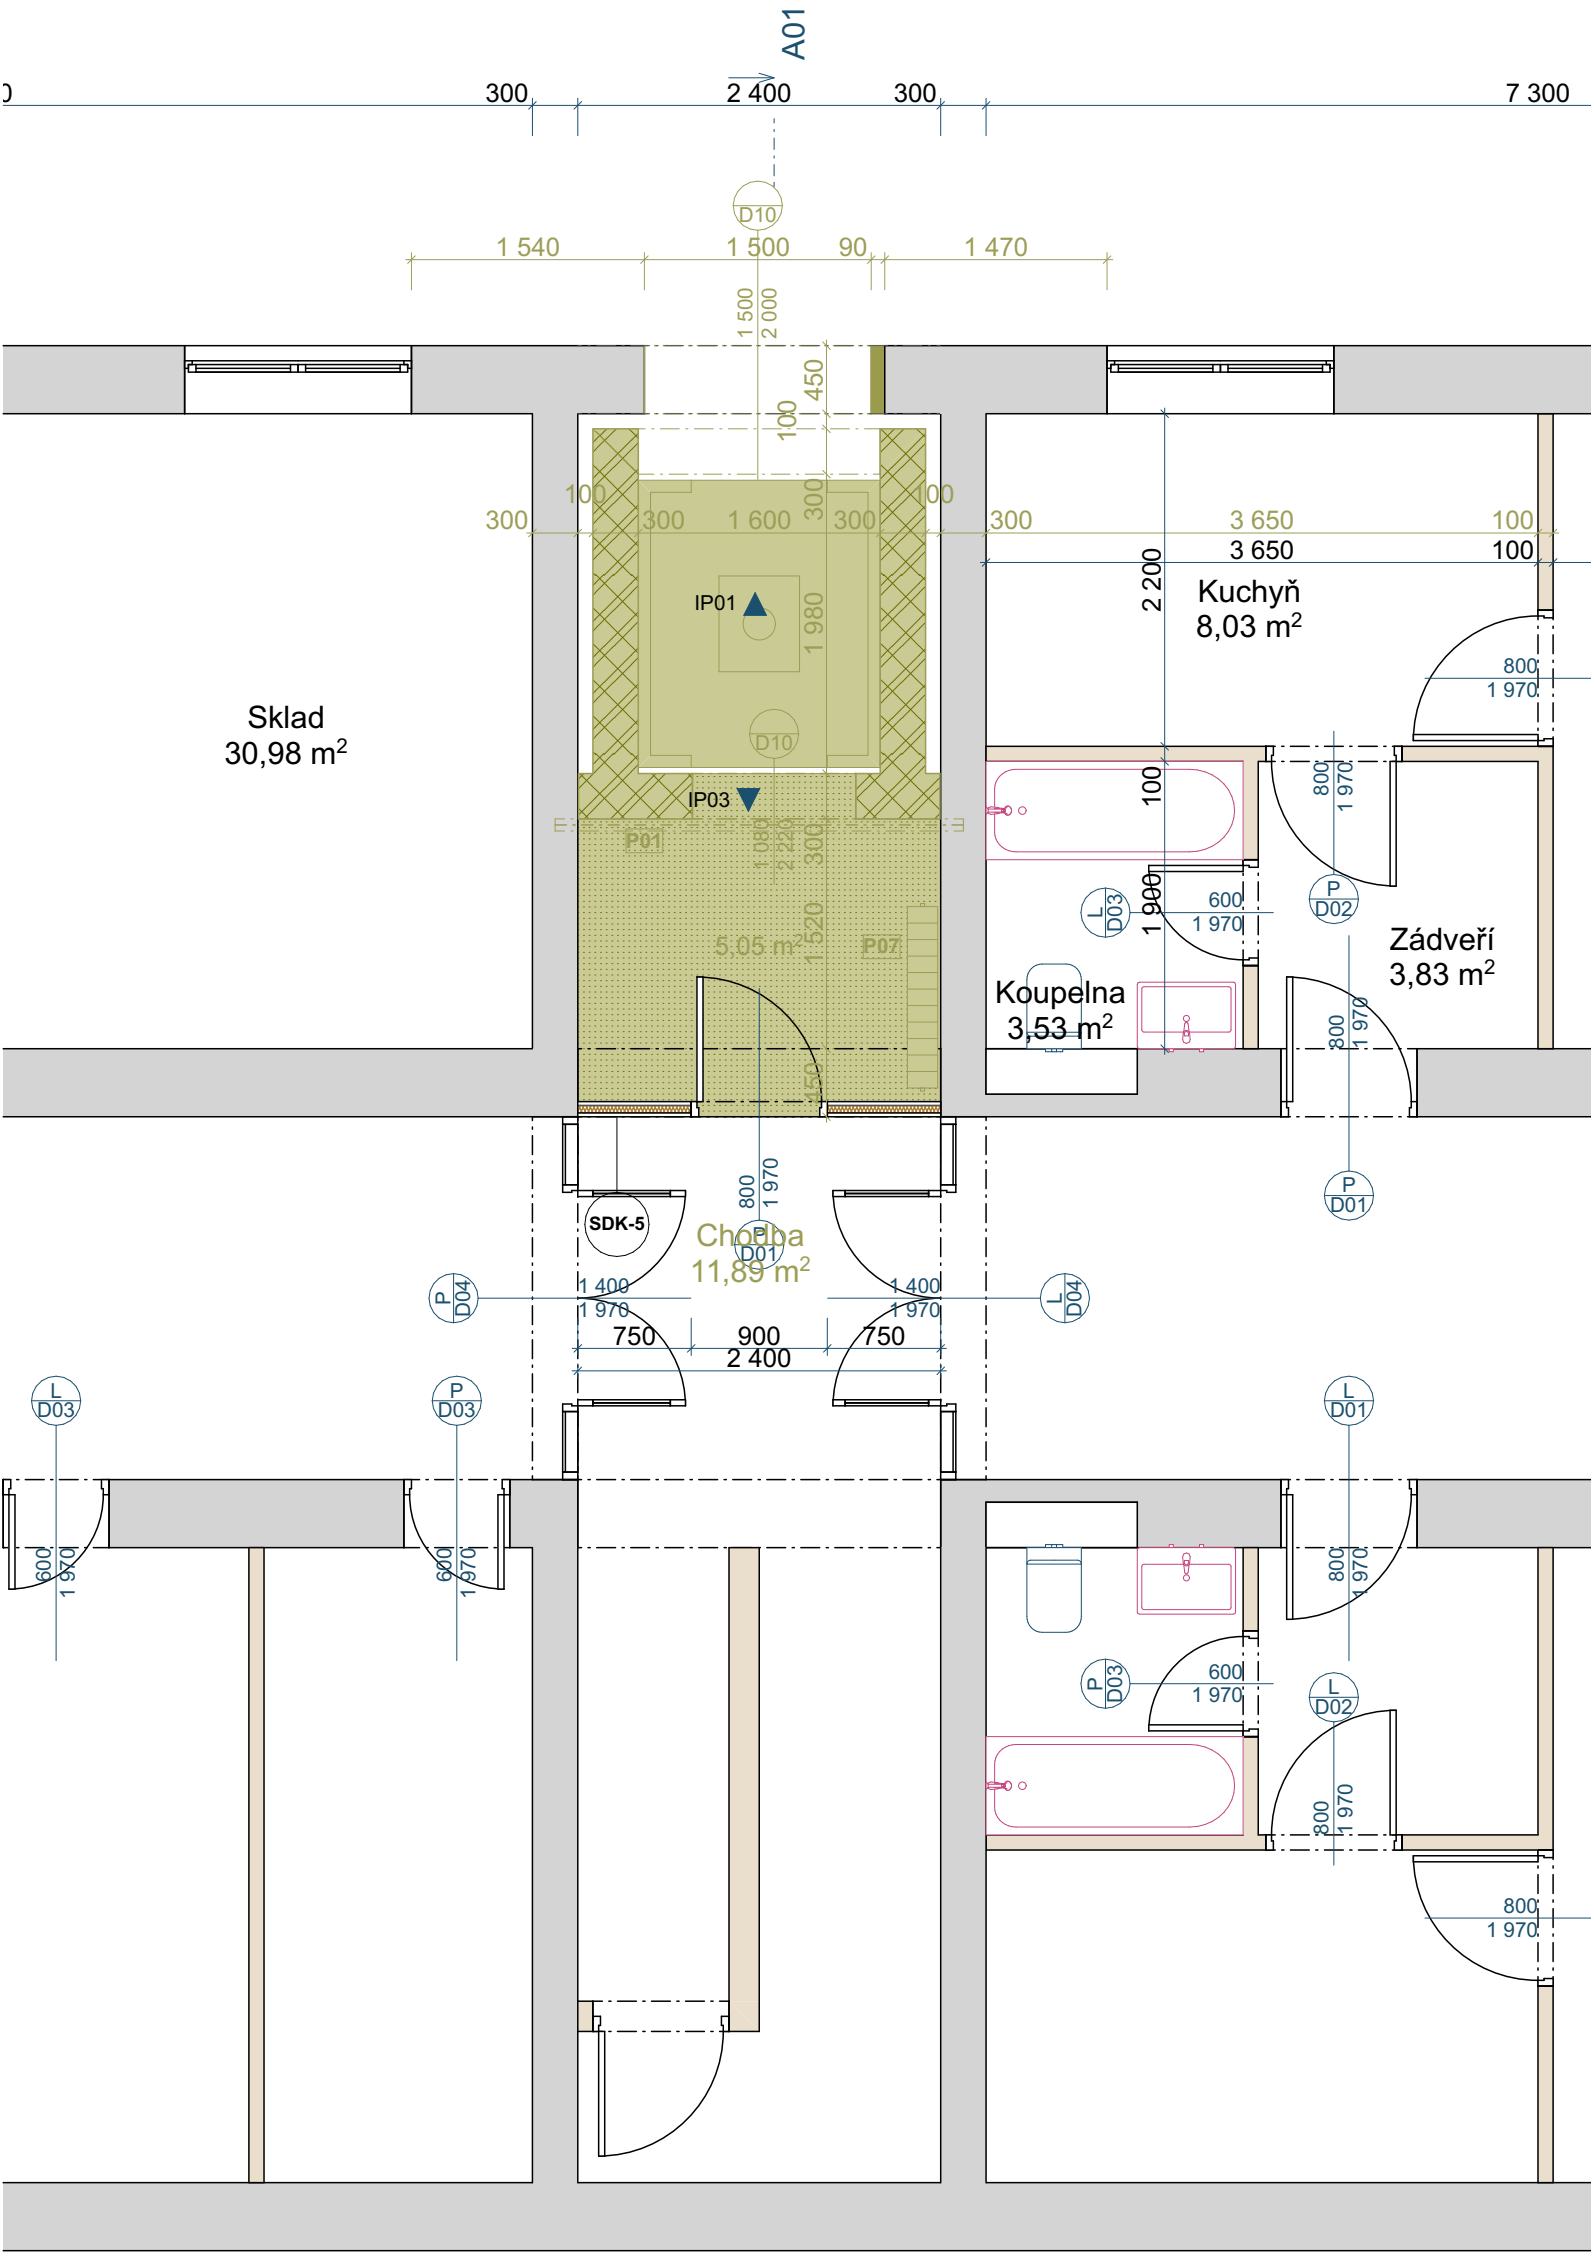 A01
300
2 400
300
7 300
D10
1 540
1 500
90
1 470
1 500
2 000
450
100
100
300
100
300
300
1 600
300
300
3 650
100
3 650
100
2 200
Kuchyň
8,03 m²
IP01
1 980
800
1 970
Sklad
30,98 m²
D10
IP03
100
800
1 970
P01
1 080
2 220
300
1 900
L
D03
600
1 970
P
D02
5,05 m²
1 520
P07
Zádveří
3,83 m²
Koupelna
3,53 m²
800
1 970
450
800
1 970
P
D01
SDK-5
Chodba
11,89 m²
P
D01
P
D04
1 400
1 970
1 400
1 970
L
D04
750
900
750
2 400
L
D03
P
D03
L
D01
600
1 970
600
1 970
800
1 970
P
D03
600
1 970
L
D02
800
1 970
800
1 970